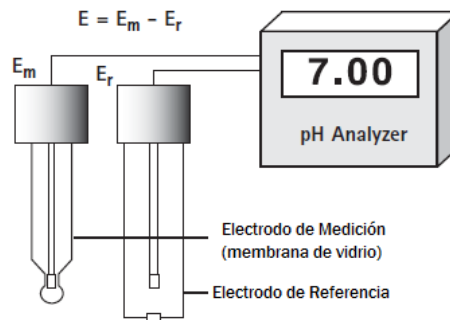 E = Em - Er
Em
Er
7.00
pH Analyzer
Electrodo de Medición
(membrana de vidrio)
Electrodo de Referencia